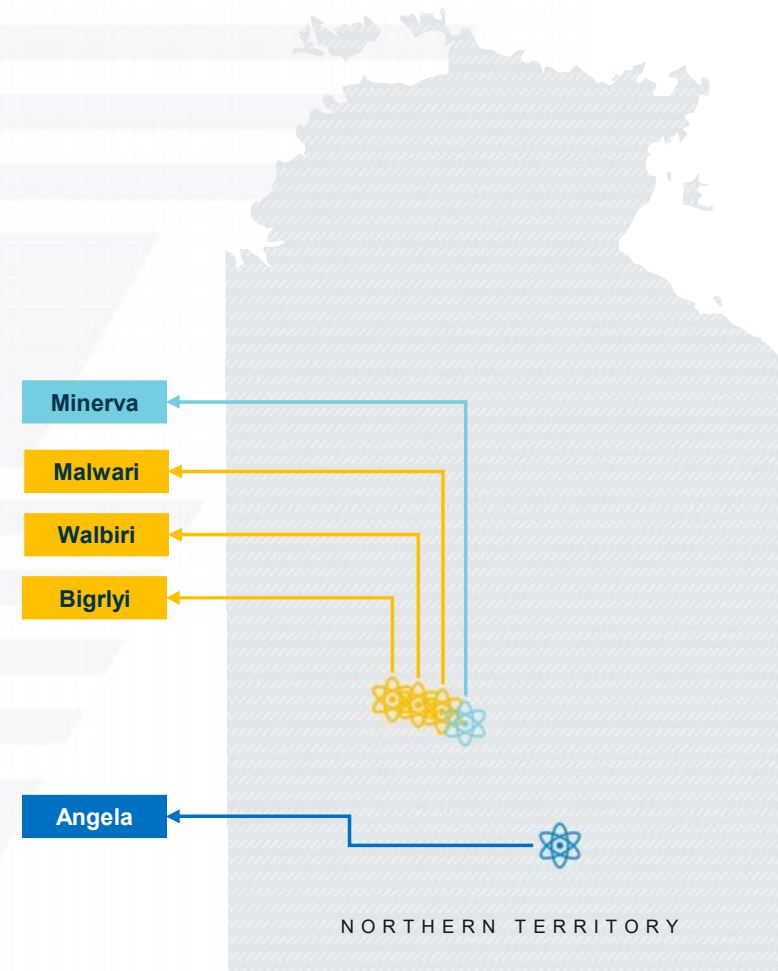 Minerva
Malwari
Walbiri
Bigrlyi
Angela
NORTHERN TERRITORY